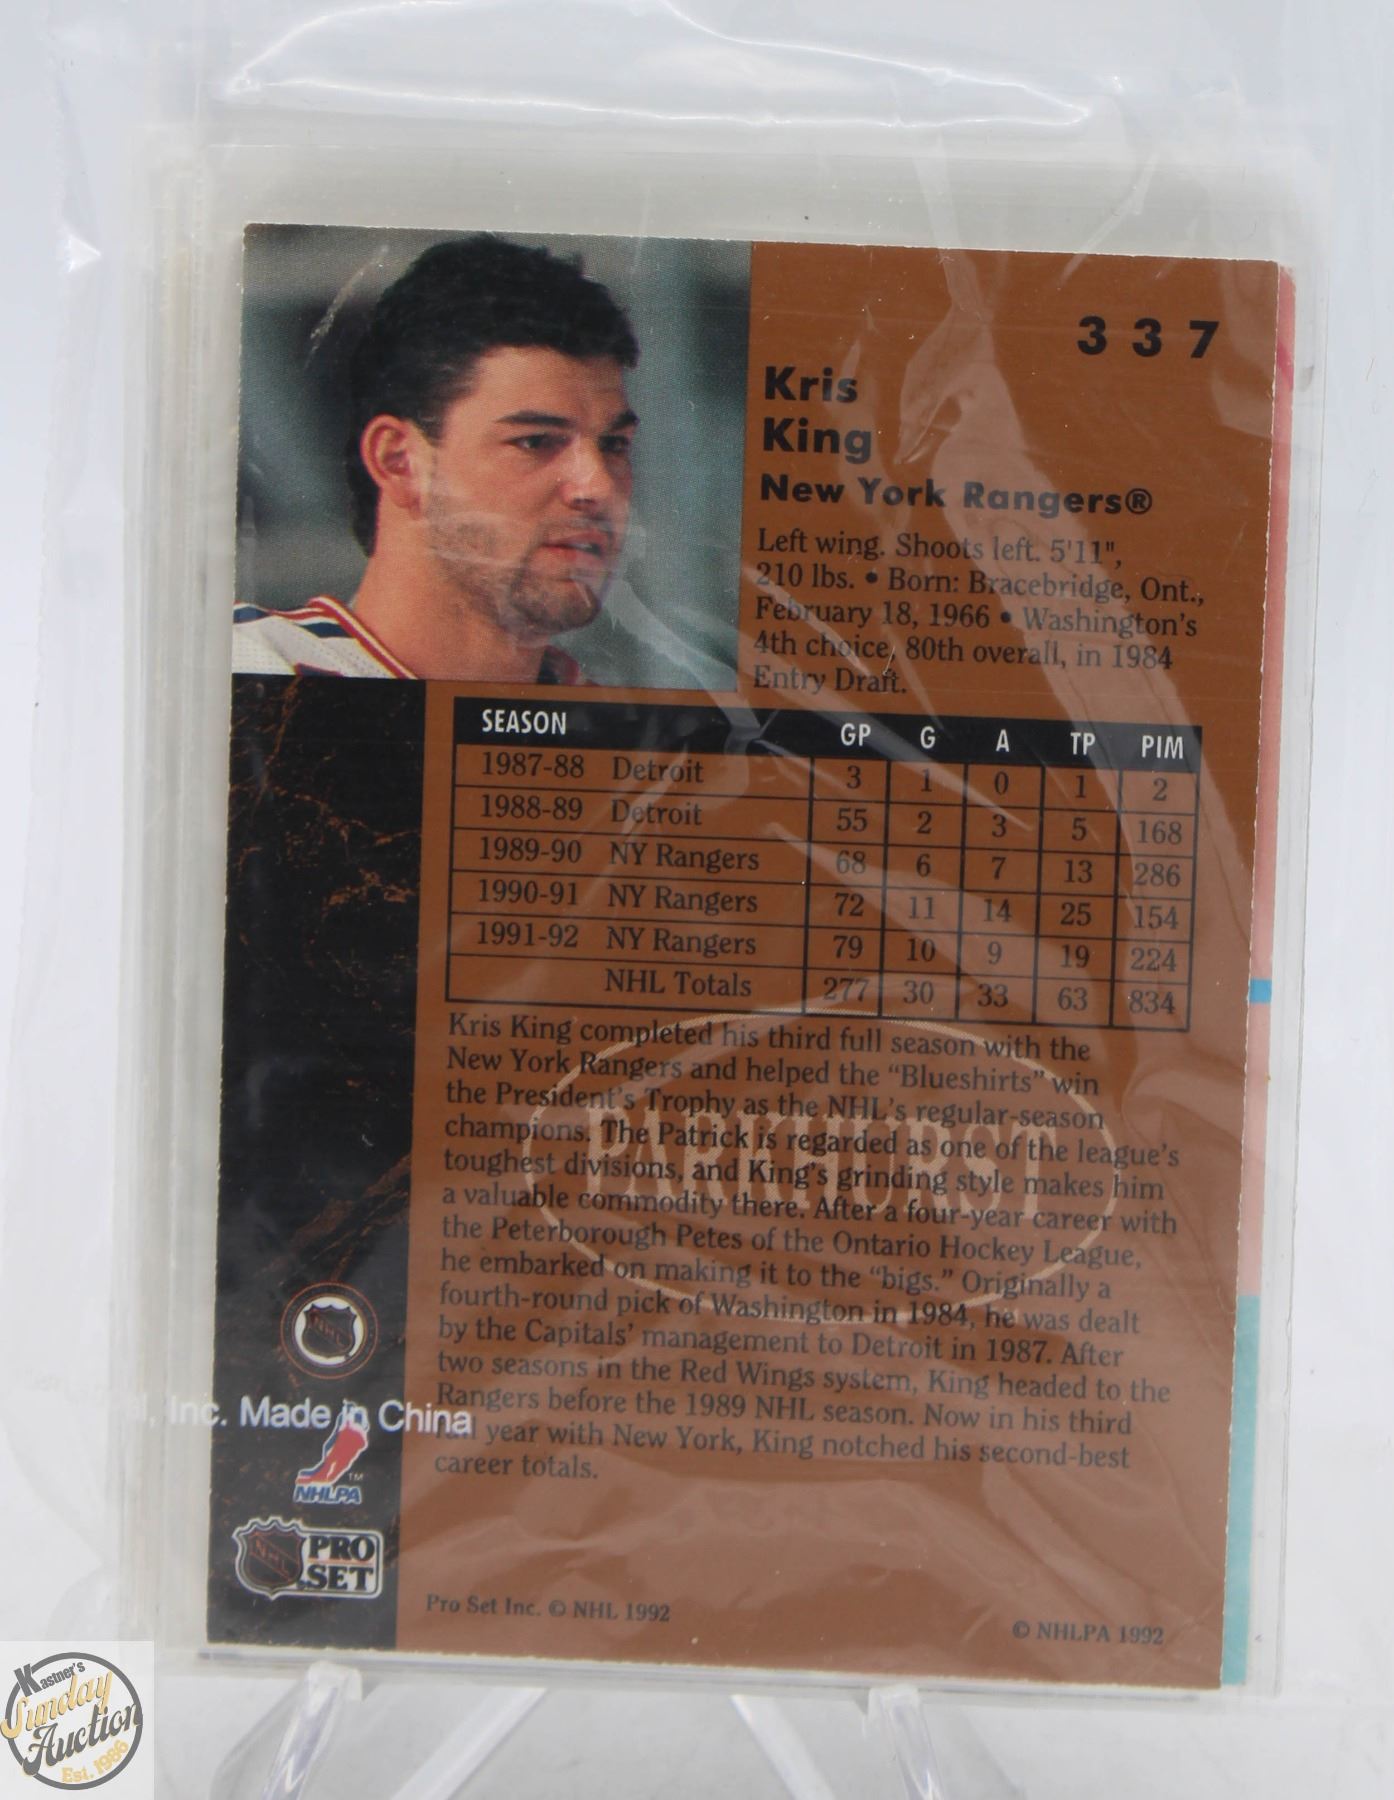 337
Kris
King
New York Rangers®
Left wing. Shoots left. 5'11",
210 lbs. • Born: Bracebridge, Ont.,
February 18, 1966 • Washington's
4th choice, 80th overall, in 1984
Entry Draft.
SEASON GP G A TP PIM
1987-88 Detroit 3 1 0 1 2
1988-89 Detroit 55 2 3 5 168
1989-90 NY Rangers 68 6 7 13 286
1990-91 NY Rangers 72 11 14 25 154
1991-92 NY Rangers 79 10 9 19 224
NHL Totals 277 30 33 63 834
Kris King completed his third full season with the
New York Rangers and helped the “Blueshirts” win
the President's Trophy as the NHL's regular-season
champions. The Patrick is regarded as one of the league's
toughest divisions, and King's grinding style makes him
a valuable commodity there. After a four-year career with
the Peterborough Petes of the Ontario Hockey League,
he embarked on making it to the “bigs.” Originally a
fourth-round pick of Washington in 1984, he was dealt
by the Capitals' management to Detroit in 1987. After
two seasons in the Red Wings system, King headed to the
Rangers before the 1989 NHL season. Now in his third
full year with New York, King notched his second-best
career totals.
PARKHURST
NHL
Inc. Made in China
TM
NHLPA
NHL
PRO
SET
Pro Set Inc. © NHL 1992
© NHLPA 1992
Kastner's
Sunday
Auction
Est. 1986